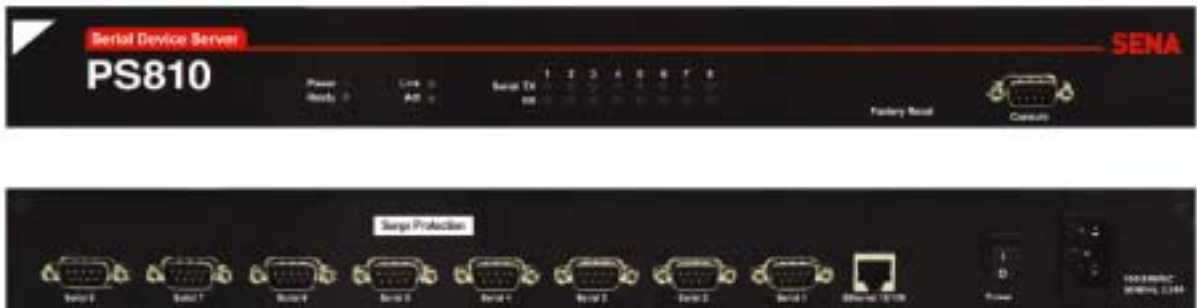 Serial Device Server
SENA
PS810
1 2 3 4 5 6 7 8
Power
Link
Serial TX
Ready
Act
RX
Factory Reset
Console
Surge Protection
Serial 8 Serial 7 Serial 6 Serial 5 Serial 4 Serial 3 Serial 2 Serial 1 Ethernet 10/100
I
O
Power